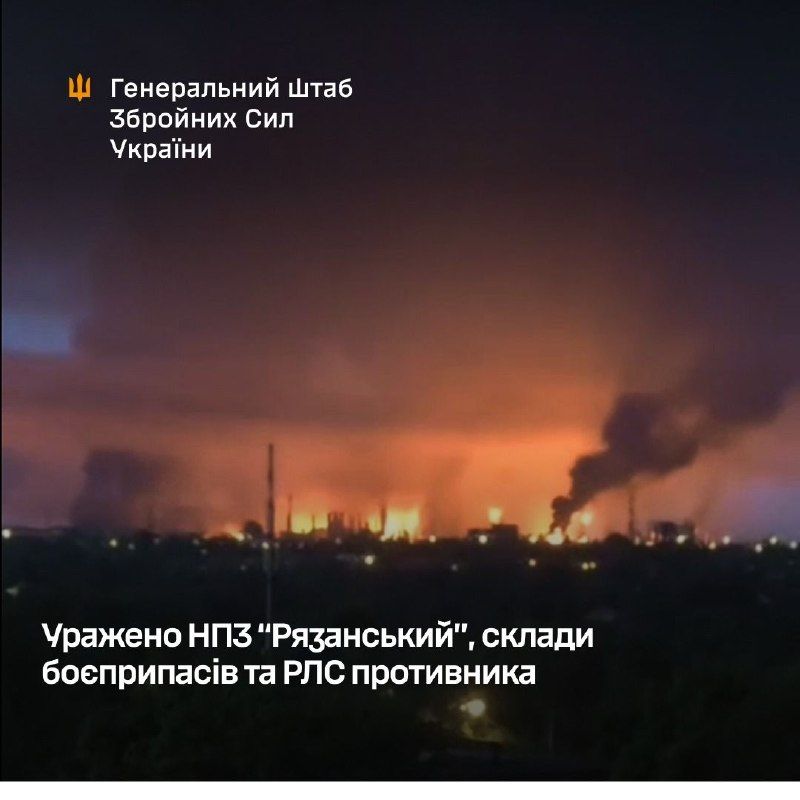 Генеральний штаб
Збройних Сил
України
Уражено НПЗ “Рязанський”, склади
боєприпасів та РЛС противника